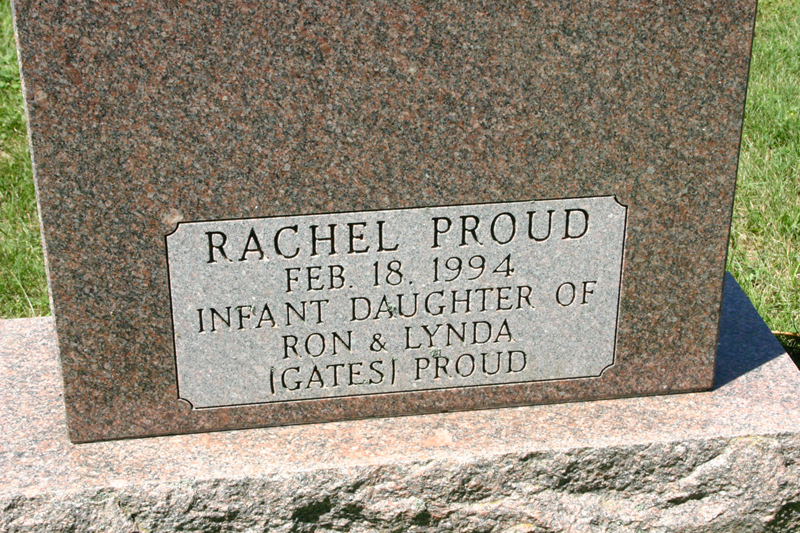 RACHEL PROUD
FEB. 18. 1994
INFANT DAUGHTER OF
RON & LYNDA
(GATES) PROUD